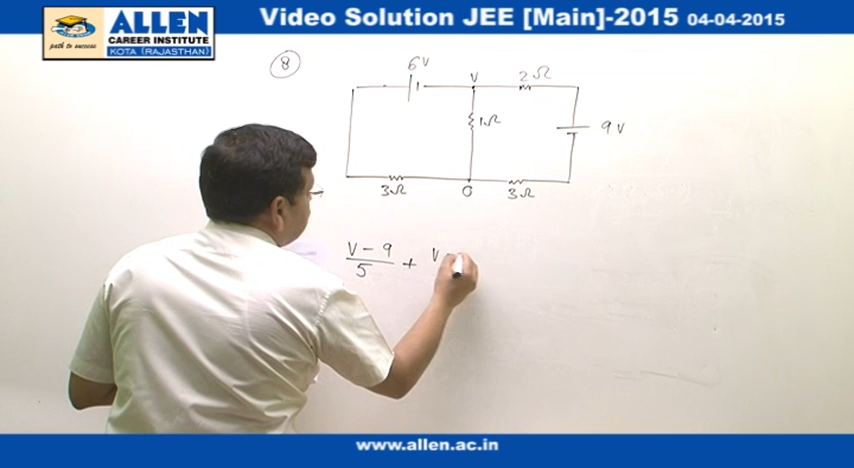 Video Solution JEE [Main]-2015 04-04-2015
ALLEN
CAREER INSTITUTE
KOTA (RAJASTHAN)
path to success
8
6V
V
2Ω
1Ω
9V
3Ω
0
3Ω
V-9
5
+
V
www.allen.ac.in